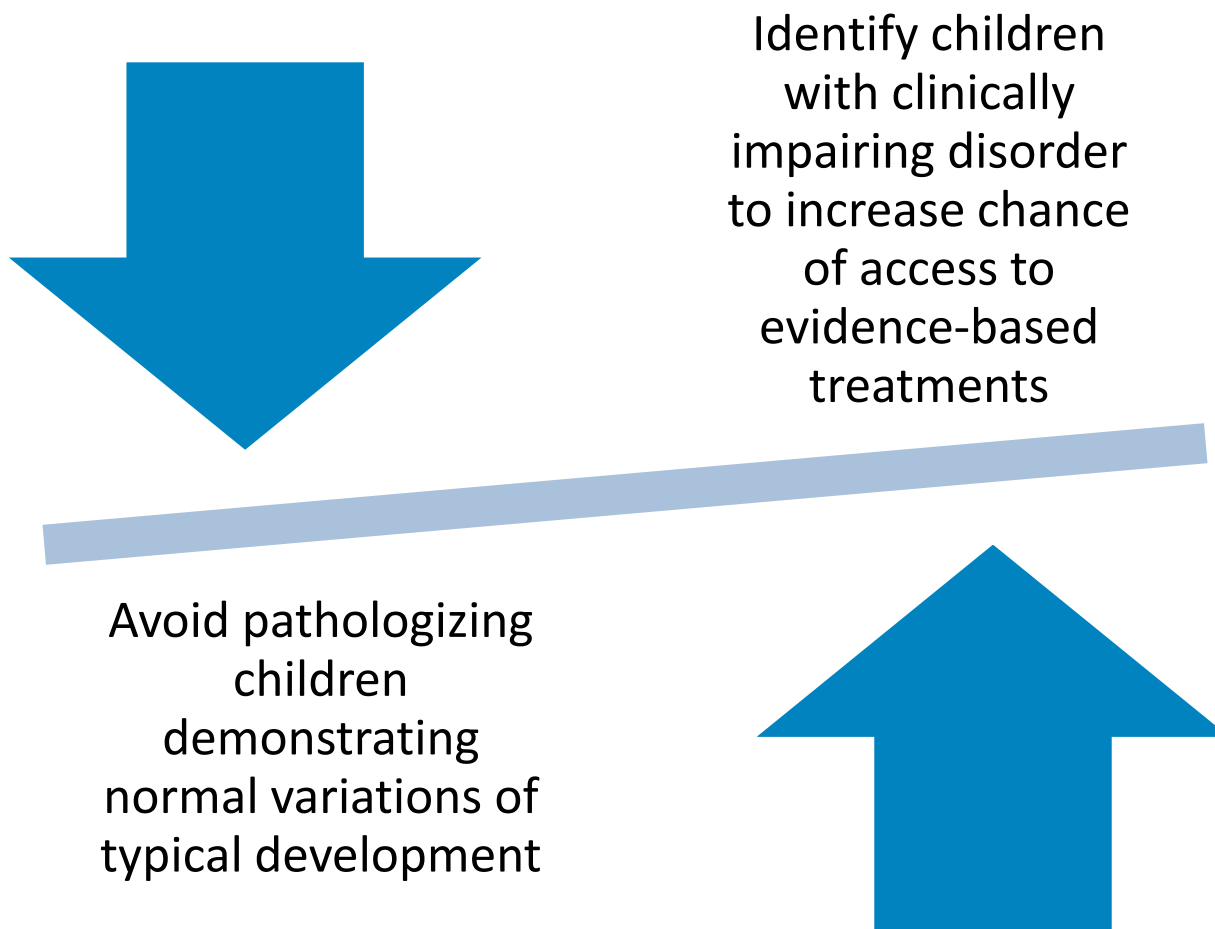 Identify children
with clinically
impairing disorder
to increase chance
of access to
evidence-based
treatments
Avoid pathologizing
children
demonstrating
normal variations of
typical development